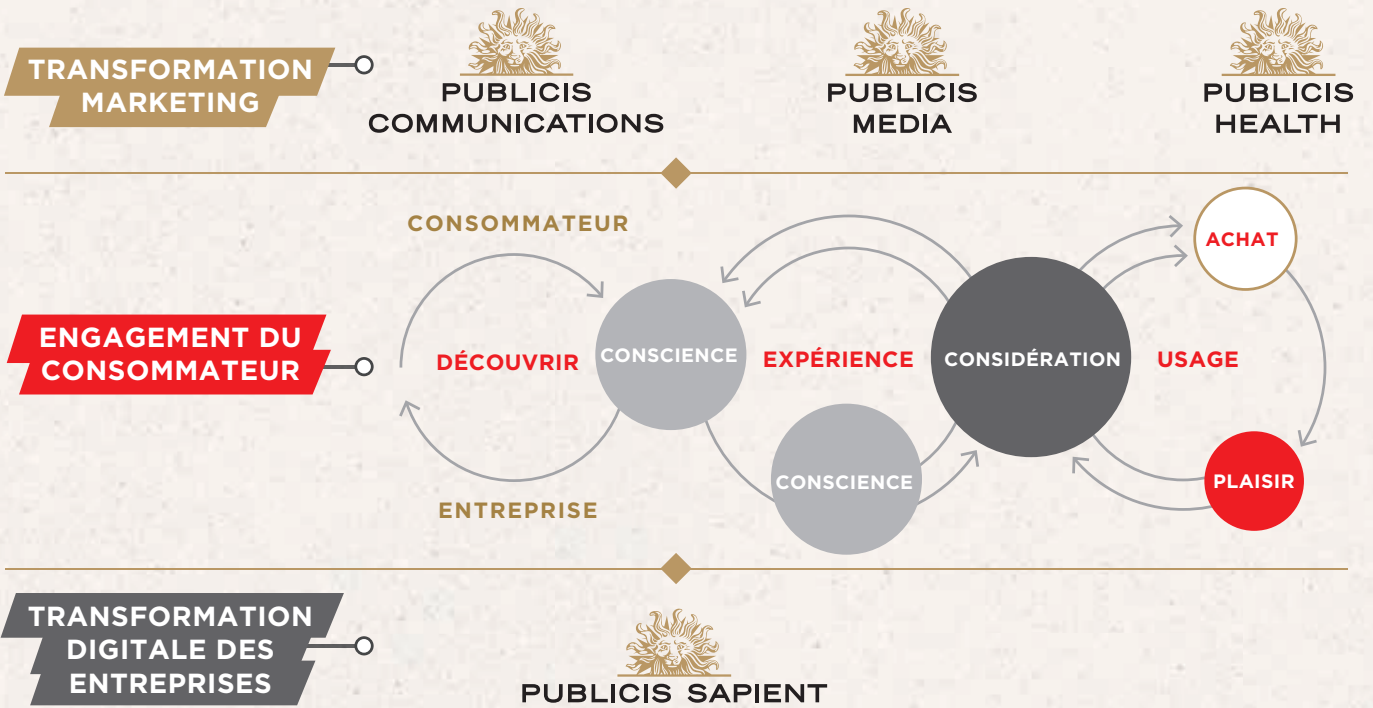 TRANSFORMATION
MARKETING
PUBLICIS
COMMUNICATIONS
PUBLICIS
MEDIA
PUBLICIS
HEALTH
CONSOMMATEUR
ACHAT
ENGAGEMENT DU
CONSOMMATEUR
DÉCOUVRIR
CONSCIENCE
EXPÉRIENCE
CONSIDÉRATION
USAGE
CONSCIENCE
PLAISIR
ENTREPRISE
TRANSFORMATION
DIGITALE DES
ENTREPRISES
PUBLICIS SAPIENT